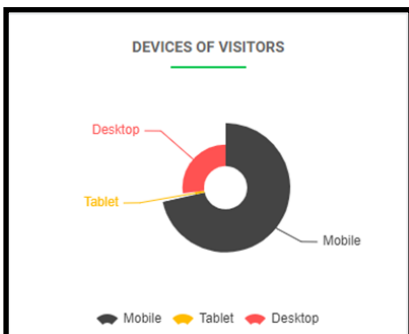 DEVICES OF VISITORS
Desktop
Tablet
Mobile
Mobile Tablet Desktop